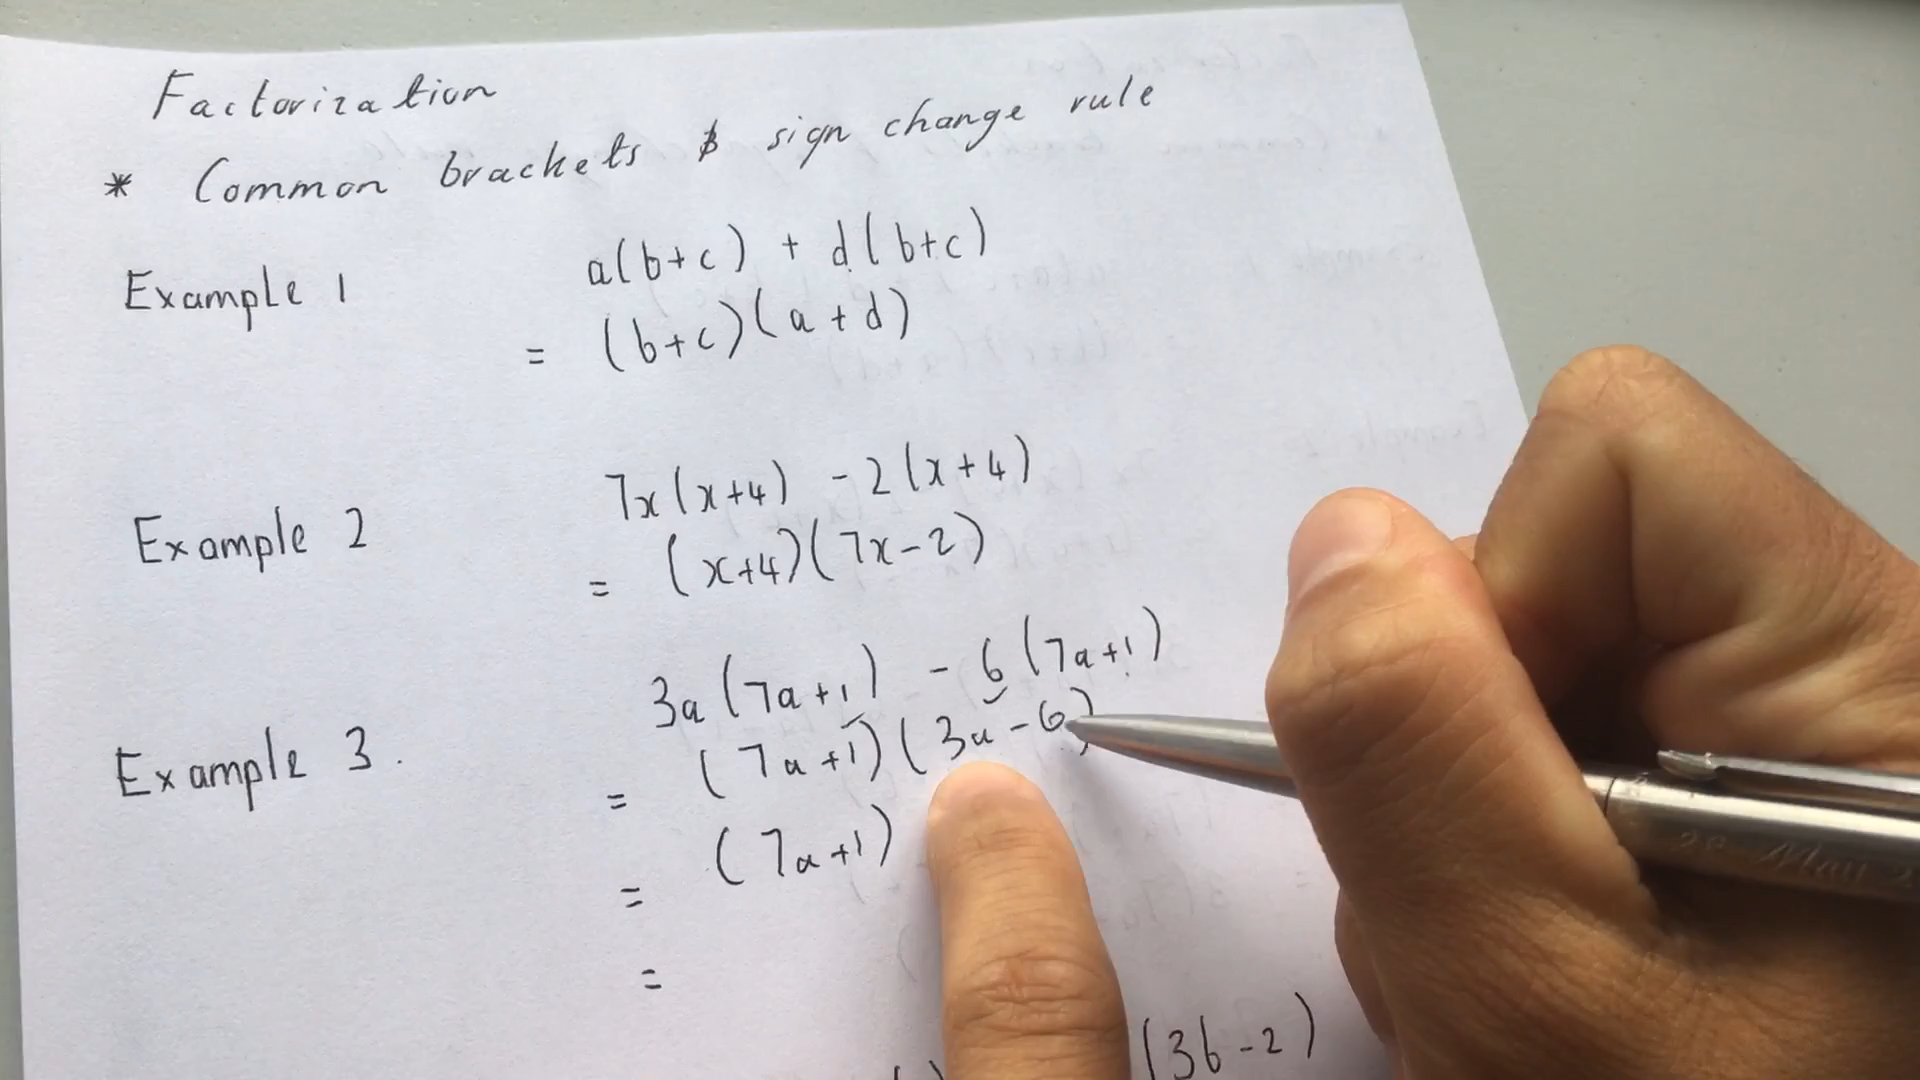 Factorization
* Common brackets & sign change rule
Example 1 a(b+c) + d(b+c)
= (b+c)(a+d)
Example 2 7x(x+4) -2(x+4)
= (x+4)(7x-2)
Example 3. 3a(7a+1) - 6(7a+1)
= (7a+1)(3a-6)
= (7a+1)
=
(3b-2)